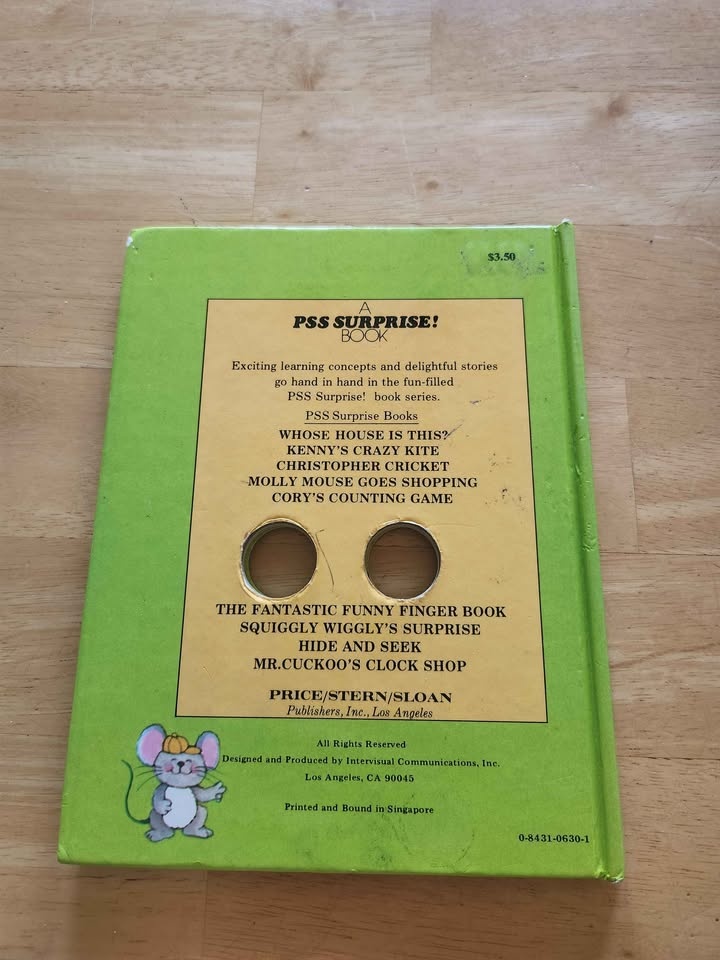 $3.50
A
PSS SURPRISE!
BOOK
Exciting learning concepts and delightful stories
go hand in hand in the fun-filled
PSS Surprise! book series.
PSS Surprise Books
WHOSE HOUSE IS THIS?
KENNY'S CRAZY KITE
CHRISTOPHER CRICKET
MOLLY MOUSE GOES SHOPPING
CORY'S COUNTING GAME
THE FANTASTIC FUNNY FINGER BOOK
SQUIGGLY WIGGLY'S SURPRISE
HIDE AND SEEK
MR.CUCKOO'S CLOCK SHOP
PRICE/STERN/SLOAN
Publishers, Inc., Los Angeles
All Rights Reserved
Designed and Produced by Intervisual Communications, Inc.
Los Angeles, CA 90045
Printed and Bound in Singapore
0-8431-0630-1